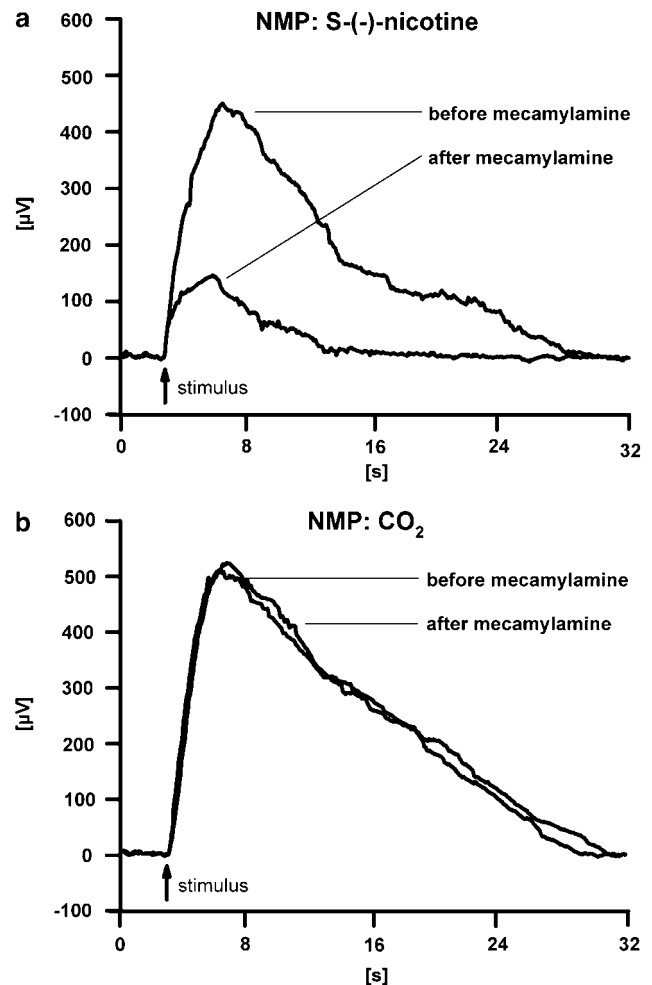 a
NMP: S-(-)-nicotine
600
500
400
300
200
100
0
-100
[µV]
before mecamylamine
after mecamylamine
stimulus
0 8 16 24 32
[s]
b
NMP: CO2
600
500
400
300
200
100
0
-100
[µV]
before mecamylamine
after mecamylamine
stimulus
0 8 16 24 32
[s]